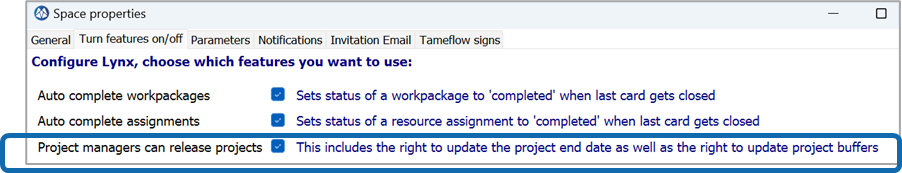 Space properties
General Turn features on/off Parameters Notifications Invitation Email Tameflow signs
Configure Lynx, choose which features you want to use:
Auto complete workpackages Sets status of a workpackage to 'completed' when last card gets closed
Auto complete assignments Sets status of a resource assignment to 'completed' when last card gets closed
Project managers can release projects This includes the right to update the project end date as well as the right to update project buffers